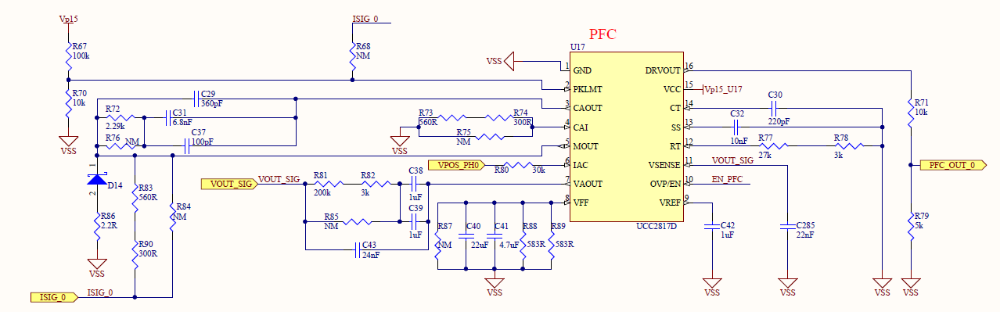 Vp15
ISIG_0
PFC
R67
100k
R68
NM
VSS
U17
1
GND
DRVOUT
16
2
PKLMT
VCC
15
Vp15_U17
R70
10k
C29
360pF
3
CAOUT
CT
14
C30
220pF
R71
10k
R72
2.29k
C31
6.8nF
R73
560R
R74
300R
4
CAI
SS
13
C32
10nF
R76
NM
C37
100pF
R75
NM
5
MOUT
RT
12
R77
27k
R78
3k
VSS
VSS
VPOS_PH0
R80
30k
6
IAC
VSENSE
11
VOUT_SIG
PFC_OUT_0
1
D14
2
R83
560R
VOUT_SIG
VOUT_SIG
R81
200k
R82
3k
C38
1uF
7
VAOUT
OVP/EN
10
EN_PFC
R84
NM
C39
1uF
8
VFF
VREF
9
R86
2.2R
R85
NM
R87
NM
C40
22uF
C41
4.7uF
R88
583R
R89
583R
UCC2817D
C42
1uF
C285
22nF
R79
5k
R90
300R
C43
24nF
VSS
VSS
VSS
VSS
VSS
VSS
ISIG_0
ISIG_0